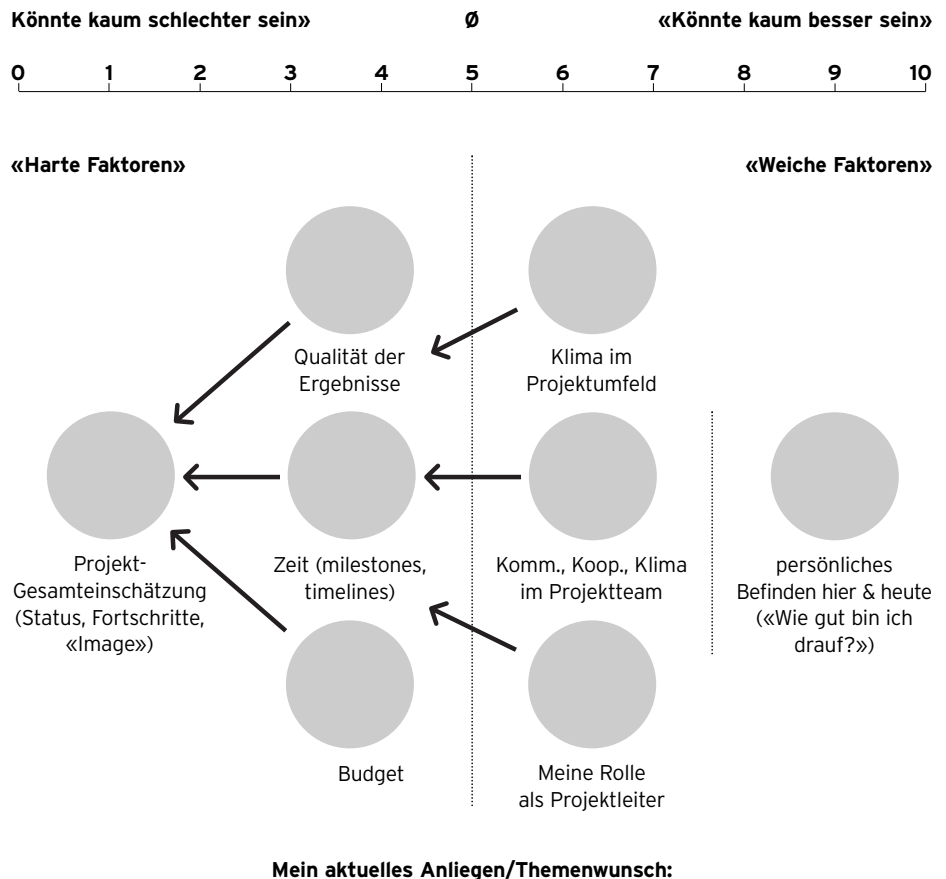 Könnte kaum schlechter sein» Ø «Könnte kaum besser sein»
0 1 2 3 4 5 6 7 8 9 10
«Harte Faktoren» «Weiche Faktoren»
Qualität der
Ergebnisse
Klima im
Projektumfeld
Projekt-
Gesamteinschätzung
(Status, Fortschritte,
«Image»)
Zeit (milestones,
timelines)
Komm., Koop., Klima
im Projektteam
persönliches
Befinden hier & heute
(«Wie gut bin ich
drauf?»)
Budget
Meine Rolle
als Projektleiter
Mein aktuelles Anliegen/Themenwunsch: